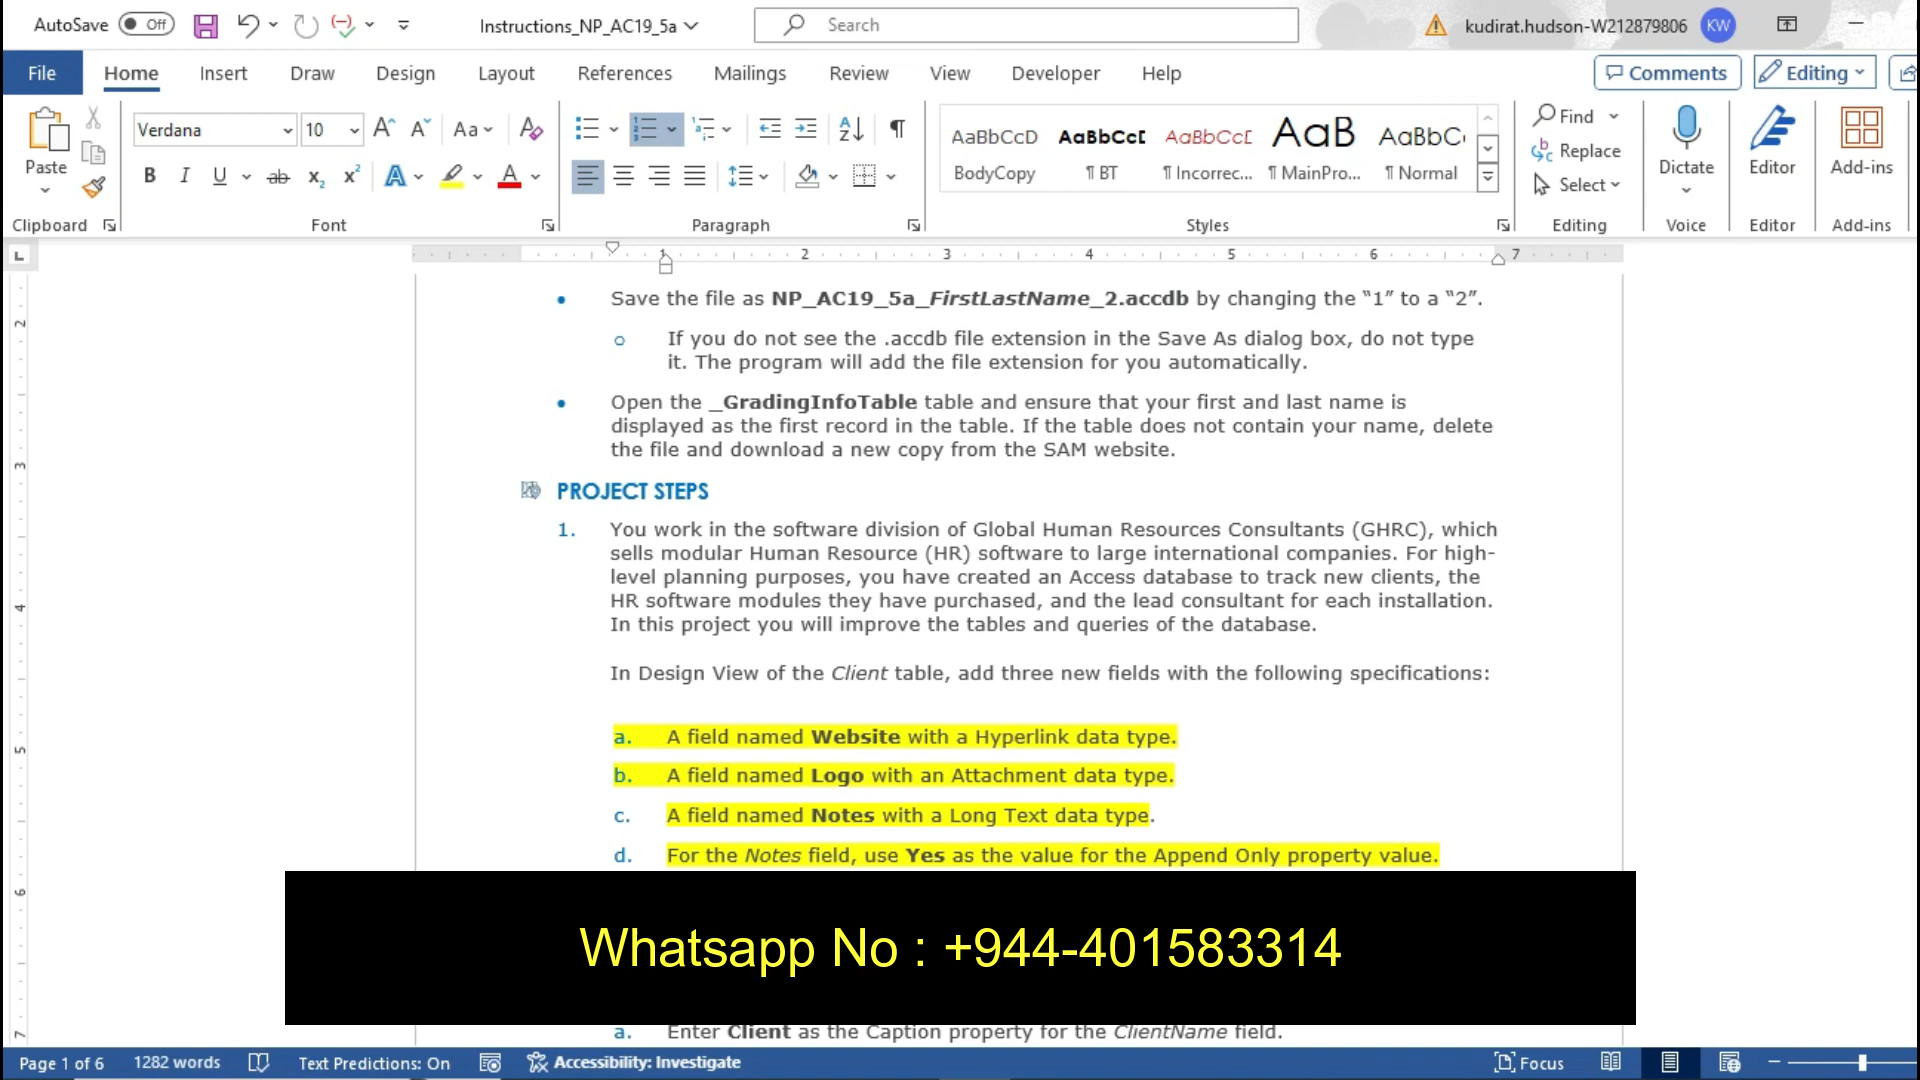 AutoSave Off Instructions_NP_AC19_5a Search kudirat.hudson-W212879806 KW
File Home Insert Draw Design Layout References Mailings Review View Developer Help Comments Editing
Paste Verdana 10 Aa AaBbCcD AaBbCcD AaBbCcD AaB AaBbC Find Replace Select Dictate Editor Add-ins
BodyCopy ¶ BT ¶ Incorrec... ¶ MainPro... ¶ Normal
Clipboard Font Paragraph Styles Editing Voice Editor Add-ins
1 2 3 4 5 6 7
• Save the file as NP_AC19_5a_FirstLastName_2.accdb by changing the “1” to a “2”.
o If you do not see the .accdb file extension in the Save As dialog box, do not type
it. The program will add the file extension for you automatically.
• Open the _GradingInfoTable table and ensure that your first and last name is
displayed as the first record in the table. If the table does not contain your name, delete
the file and download a new copy from the SAM website.
PROJECT STEPS
1. You work in the software division of Global Human Resources Consultants (GHRC), which
sells modular Human Resource (HR) software to large international companies. For high-
level planning purposes, you have created an Access database to track new clients, the
HR software modules they have purchased, and the lead consultant for each installation.
In this project you will improve the tables and queries of the database.
In Design View of the Client table, add three new fields with the following specifications:
a. A field named Website with a Hyperlink data type.
b. A field named Logo with an Attachment data type.
c. A field named Notes with a Long Text data type.
d. For the Notes field, use Yes as the value for the Append Only property value.
Whatsapp No : +944-401583314
a. Enter Client as the Caption property for the ClientName field.
Page 1 of 6 1282 words Text Predictions: On Accessibility: Investigate Focus